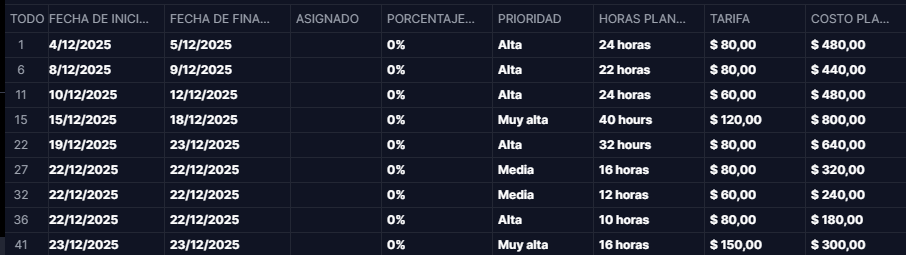 TODO FECHA DE INICI... FECHA DE FINA... ASIGNADO PORCENTAJE... PRIORIDAD HORAS PLAN... TARIFA COSTO PLA...
1 4/12/2025 5/12/2025 0% Alta 24 horas $ 80,00 $ 480,00
6 8/12/2025 9/12/2025 0% Alta 22 horas $ 80,00 $ 440,00
11 10/12/2025 12/12/2025 0% Alta 24 horas $ 60,00 $ 480,00
15 15/12/2025 18/12/2025 0% Muy alta 40 hours $ 120,00 $ 800,00
22 19/12/2025 23/12/2025 0% Alta 32 hours $ 80,00 $ 640,00
27 22/12/2025 22/12/2025 0% Media 16 horas $ 80,00 $ 320,00
32 22/12/2025 22/12/2025 0% Media 12 horas $ 60,00 $ 240,00
36 22/12/2025 22/12/2025 0% Alta 10 horas $ 80,00 $ 180,00
41 23/12/2025 23/12/2025 0% Muy alta 16 horas $ 150,00 $ 300,00